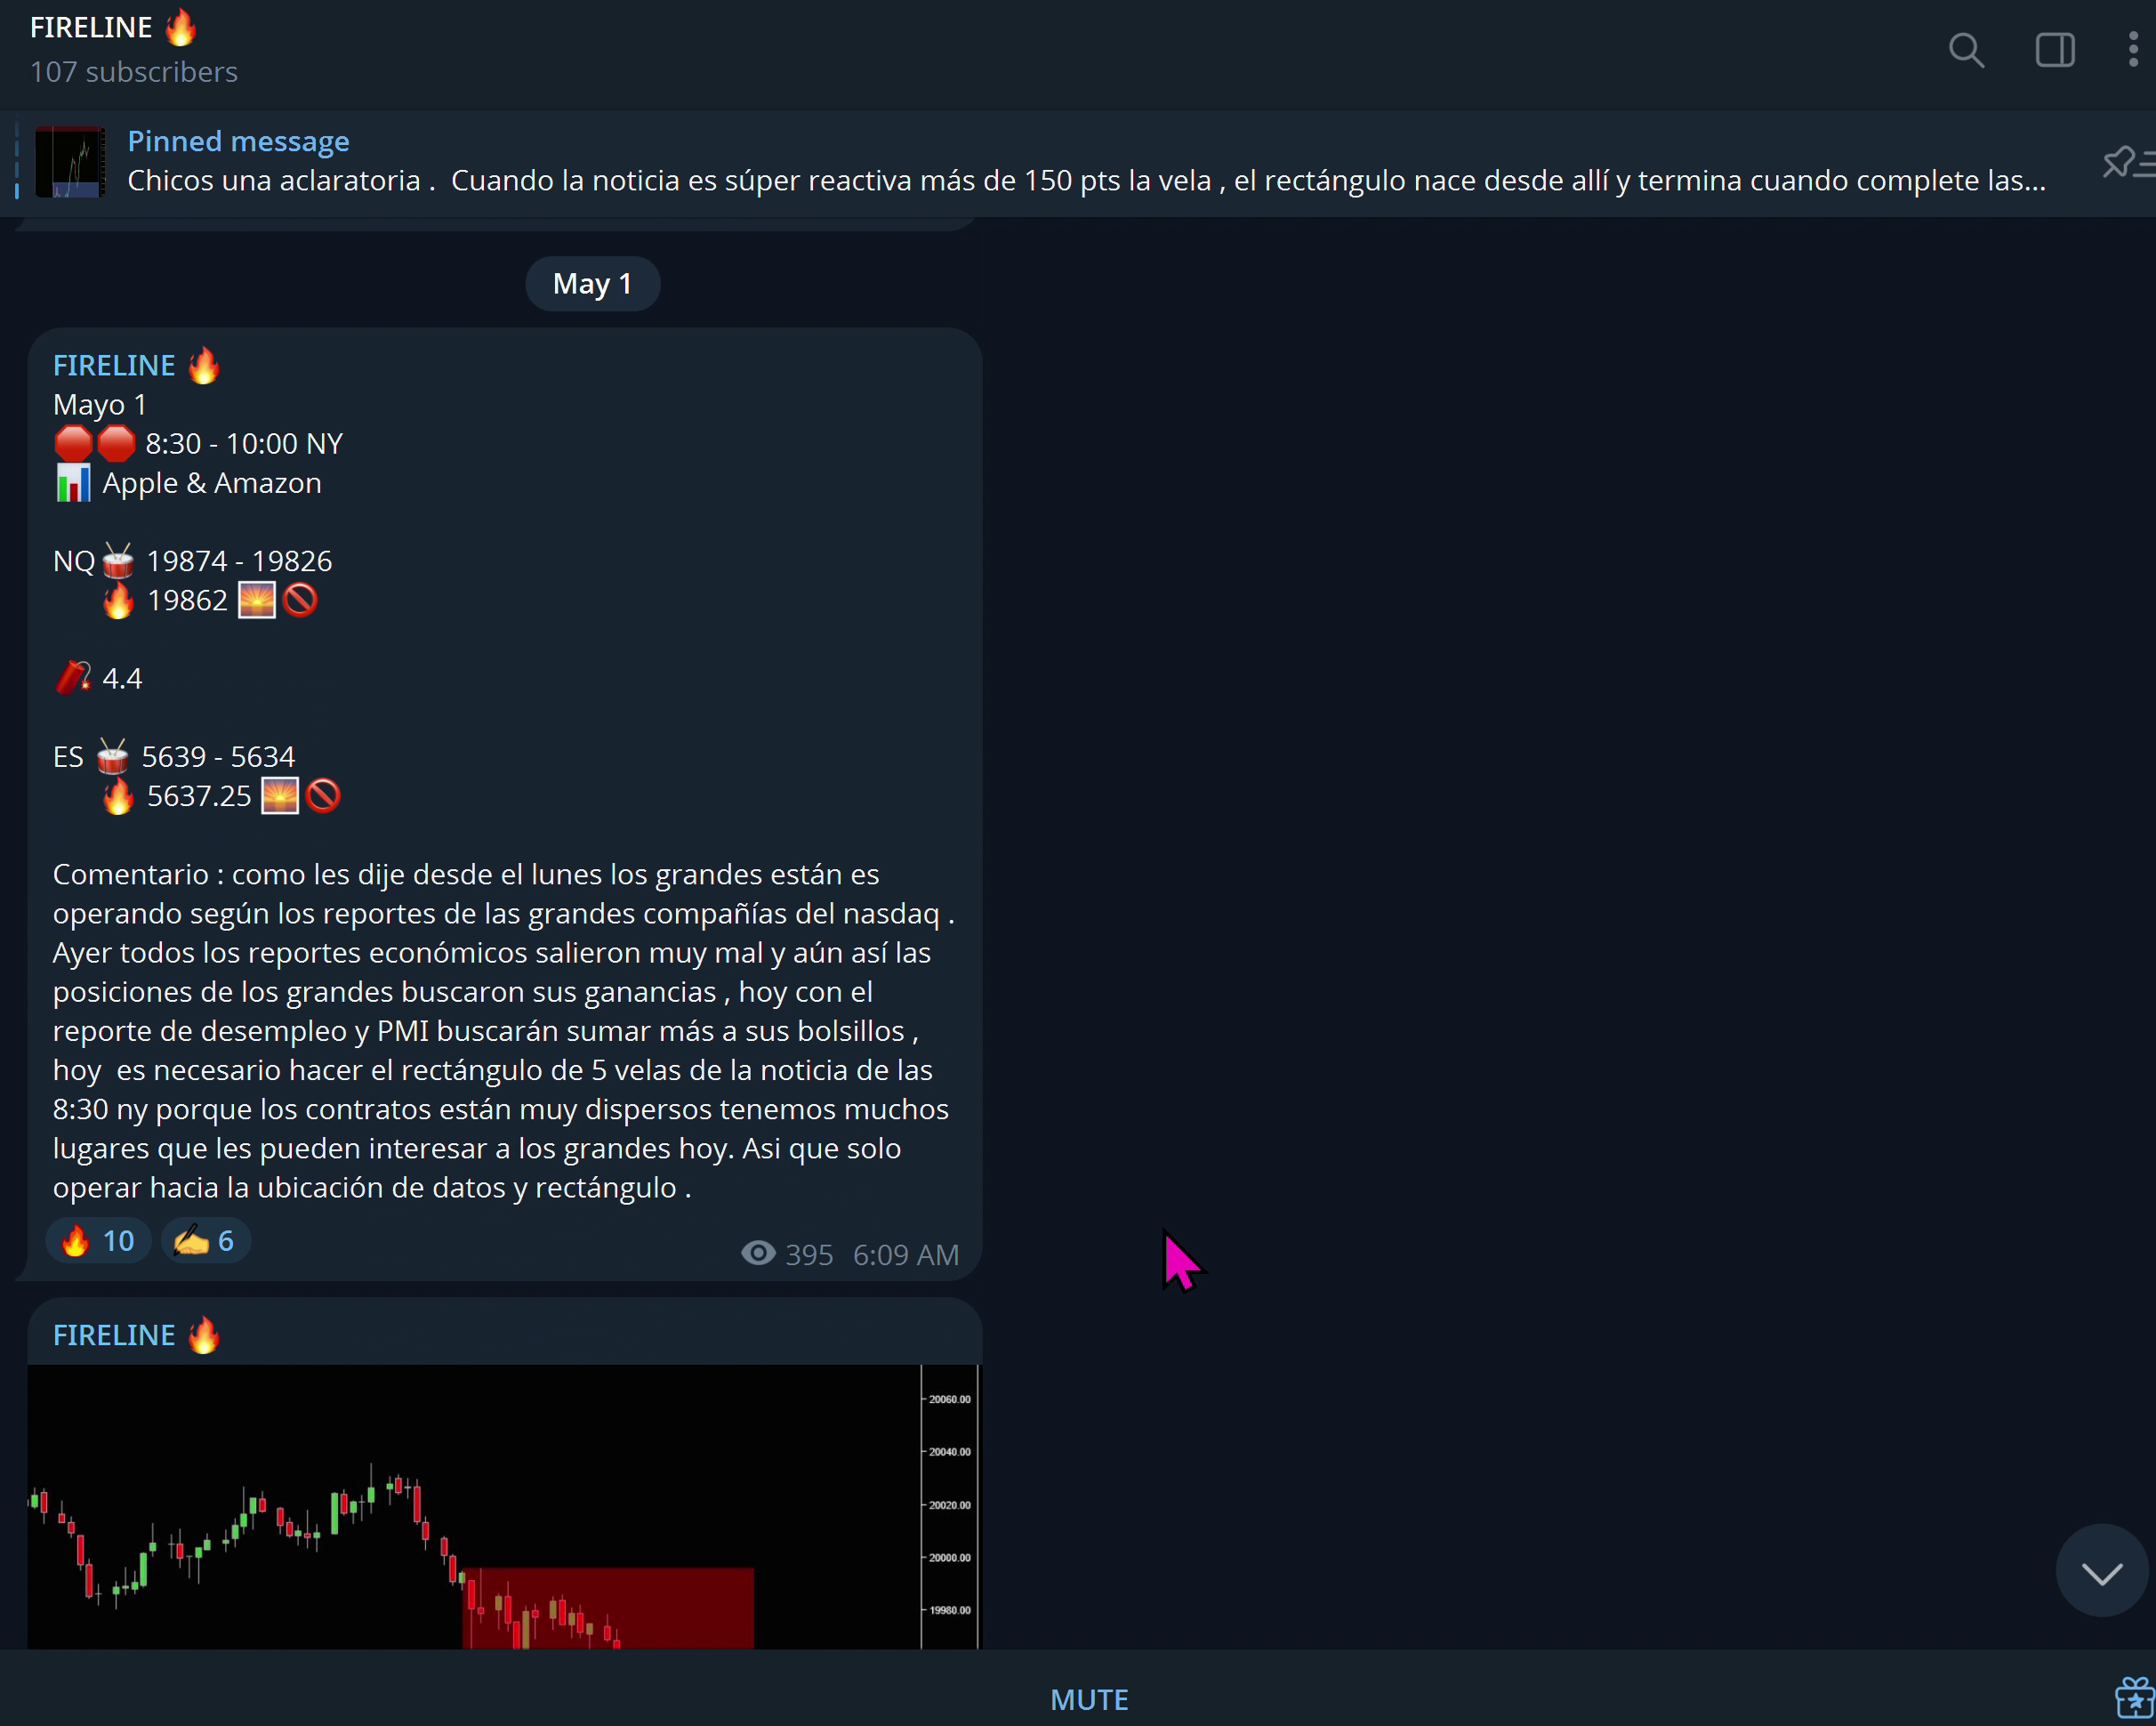 FIRELINE 🔥
107 subscribers
Pinned message
Chicos una aclaratoria . Cuando la noticia es súper reactiva más de 150 pts la vela , el rectángulo nace desde allí y termina cuando complete las...
May 1
FIRELINE 🔥
Mayo 1
🛑🛑 8:30 - 10:00 NY
📊 Apple & Amazon
NQ🥁 19874 - 19826
🔥 19862 🌅🚫
🧨 4.4
ES 🥁 5639 - 5634
🔥 5637.25 🌅🚫
Comentario : como les dije desde el lunes los grandes están es
operando según los reportes de las grandes compañías del nasdaq .
Ayer todos los reportes económicos salieron muy mal y aún así las
posiciones de los grandes buscaron sus ganancias , hoy con el
reporte de desempleo y PMI buscarán sumar más a sus bolsillos ,
hoy  es necesario hacer el rectángulo de 5 velas de la noticia de las
8:30 ny porque los contratos están muy dispersos tenemos muchos
lugares que les pueden interesar a los grandes hoy. Asi que solo
operar hacia la ubicación de datos y rectángulo .
🔥 10 ✍️ 6
395 6:09 AM
FIRELINE 🔥
20060.00
20040.00
20020.00
20000.00
19980.00
MUTE